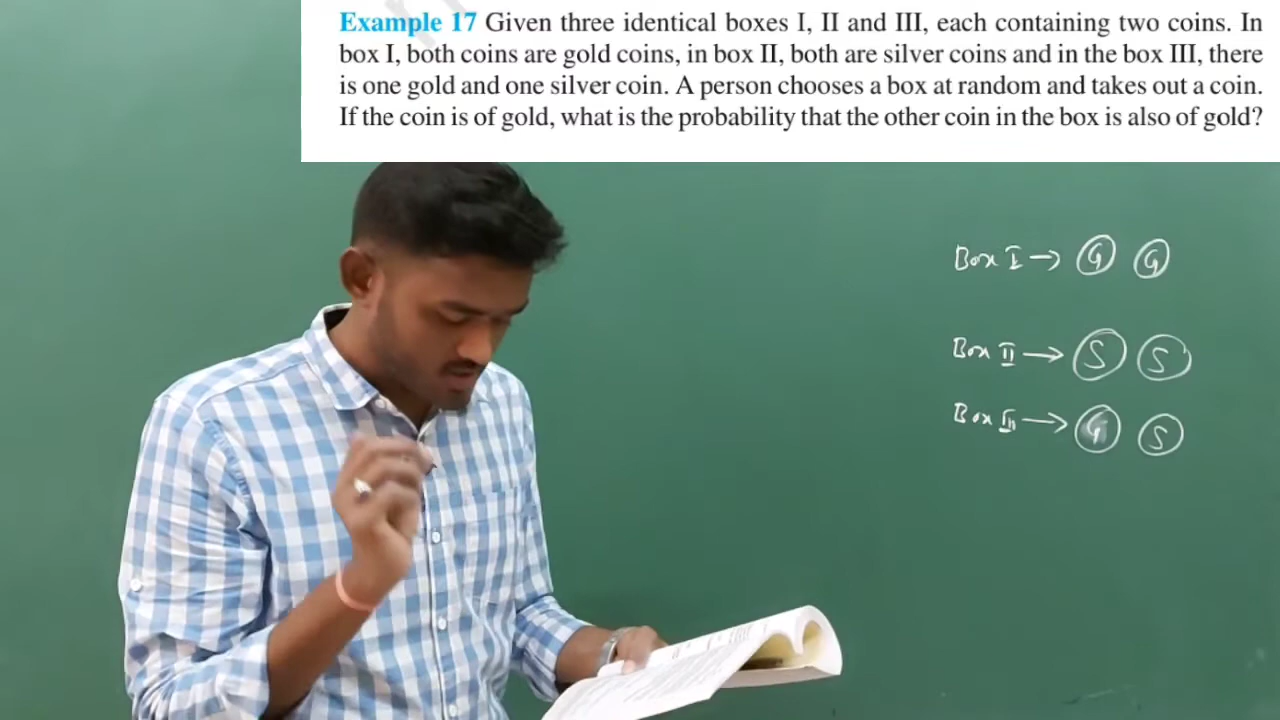 Example 17 Given three identical boxes I, II and III, each containing two coins. In
box I, both coins are gold coins, in box II, both are silver coins and in the box III, there
is one gold and one silver coin. A person chooses a box at random and takes out a coin.
If the coin is of gold, what is the probability that the other coin in the box is also of gold?
Box I → G G
Box II → S S
Box III → G S